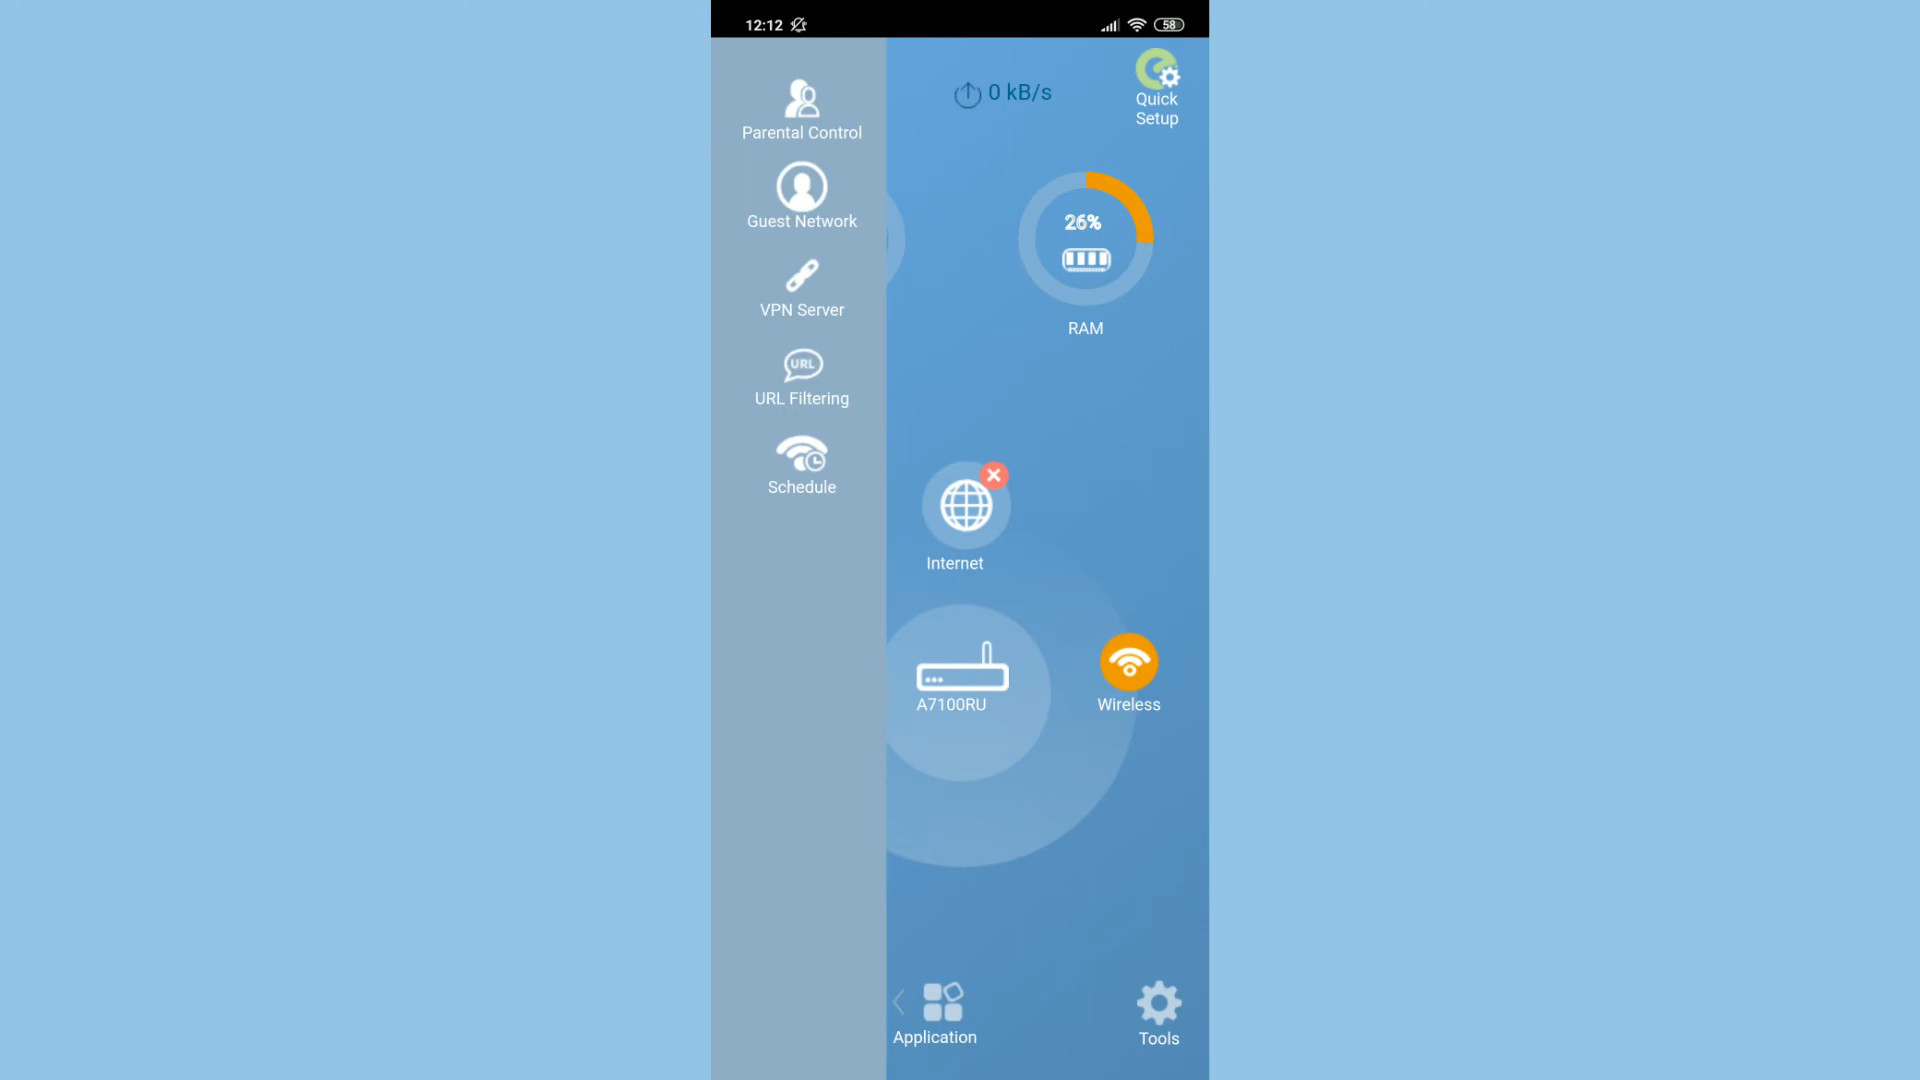 12:12
58
Parental Control
Guest Network
VPN Server
URL
URL Filtering
Schedule
0 kB/s
Quick
Setup
26%
RAM
Internet
A7100RU
Wireless
Application
Tools